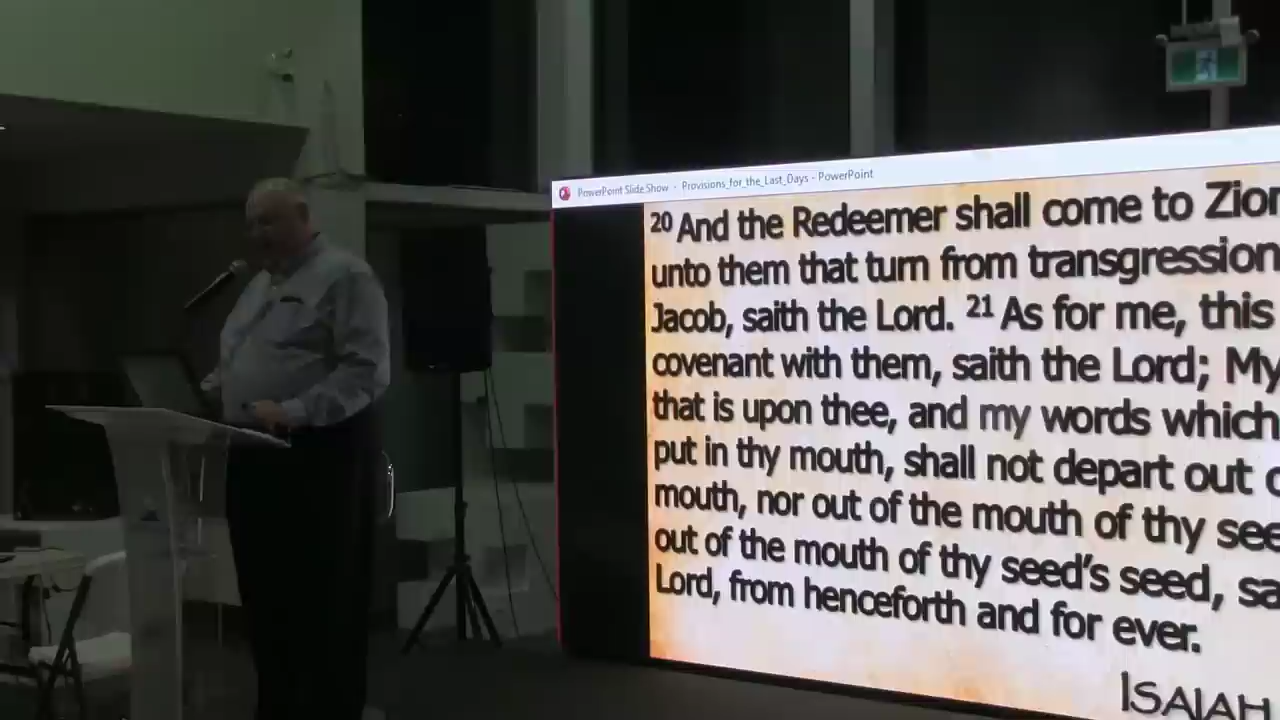 PowerPoint Slide Show - Provisions_for_the_Last_Days - PowerPoint
20 And the Redeemer shall come to Zion
unto them that turn from transgression
Jacob, saith the Lord. 21 As for me, this
covenant with them, saith the Lord; My
that is upon thee, and my words which
put in thy mouth, shall not depart out
mouth, nor out of the mouth of thy
out of the mouth of thy seed's seed,
Lord, from henceforth and for ever.
ISAIAH